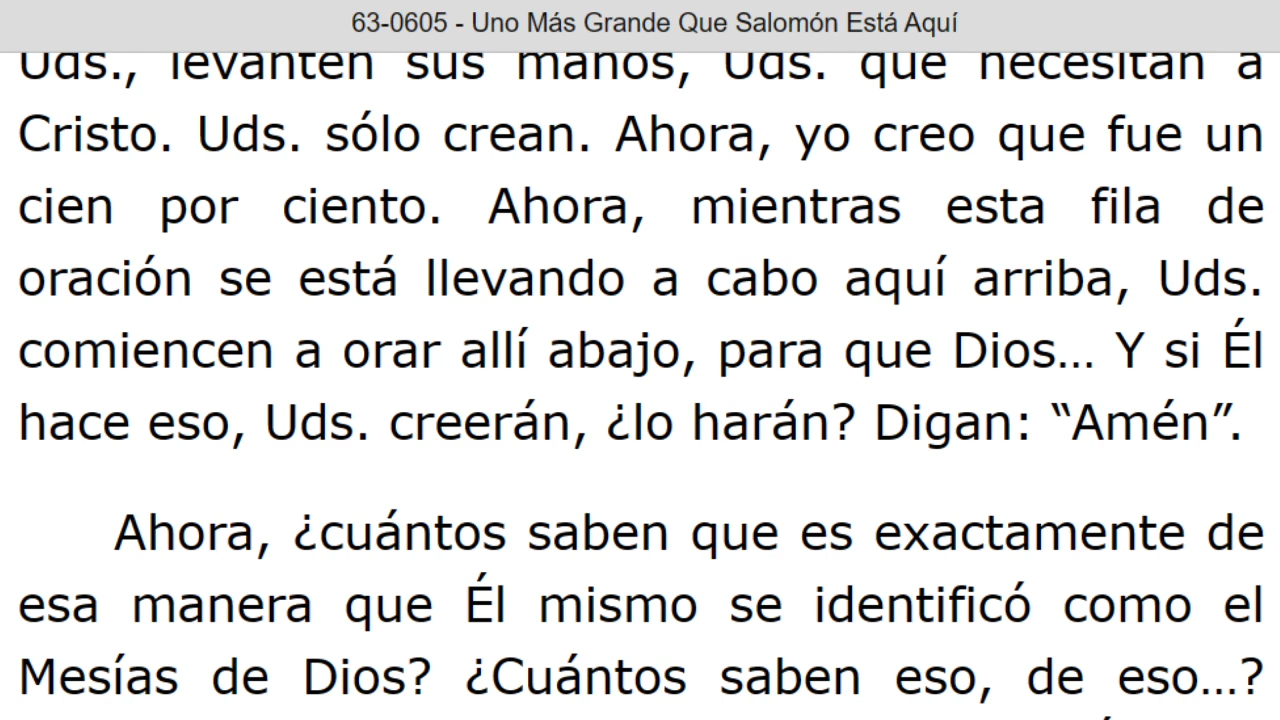 63-0605 - Uno Más Grande Que Salomón Está Aquí
Uds., levanten sus manos, Uds. que necesitan a
Cristo. Uds. sólo crean. Ahora, yo creo que fue un
cien por ciento. Ahora, mientras esta fila de
oración se está llevando a cabo aquí arriba, Uds.
comiencen a orar allí abajo, para que Dios… Y si Él
hace eso, Uds. creerán, ¿lo harán? Digan: “Amén”.
Ahora, ¿cuántos saben que es exactamente de
esa manera que Él mismo se identificó como el
Mesías de Dios? ¿Cuántos saben eso, de eso…?